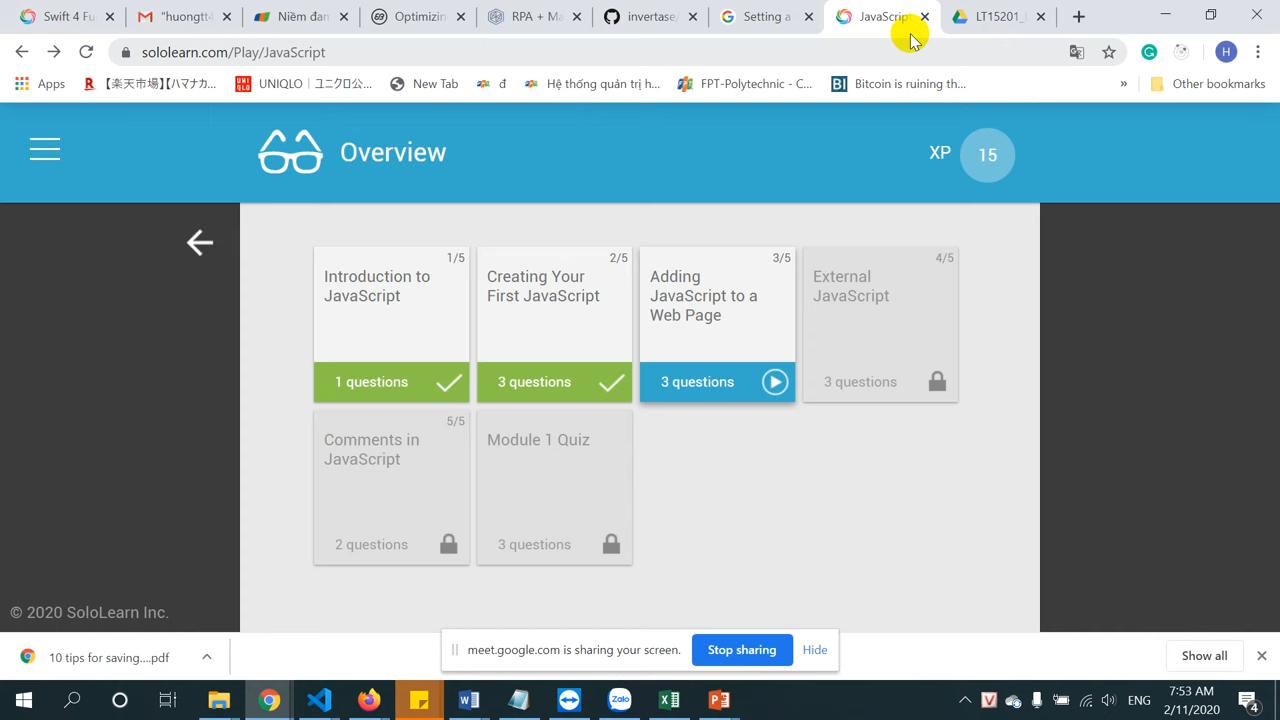 Swift 4 Fu
"huongtt4
Niềm đam
Optimizin
RPA + Ma
invertase/
Setting a
JavaScript
LT15201_
sololearn.com/Play/JavaScript
H
Apps
R 【楽天市場】【ハマナカ...
UNIQLO｜ユニクロ公...
New Tab
đ
Hệ thống quản trị h...
FPT-Polytechnic - C...
BI Bitcoin is ruining th...
»
Other bookmarks
Overview
XP 15
1/5
Introduction to
JavaScript
1 questions
2/5
Creating Your
First JavaScript
3 questions
3/5
Adding
JavaScript to a
Web Page
3 questions
4/5
External
JavaScript
3 questions
5/5
Comments in
JavaScript
2 questions
Module 1 Quiz
3 questions
© 2020 SoloLearn Inc.
10 tips for saving....pdf
meet.google.com is sharing your screen.
Stop sharing
Hide
Show all
ENG
7:53 AM
2/11/2020
4